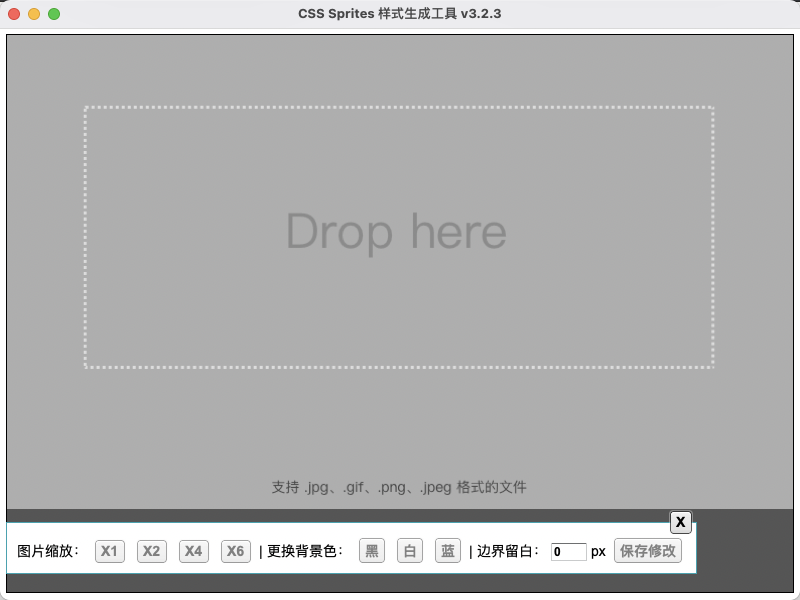 CSS Sprites 样式生成工具 v3.2.3
Drop here
支持 .jpg、.gif、.png、.jpeg 格式的文件
X
图片缩放： X1 X2 X4 X6 | 更换背景色： 黑 白 蓝 | 边界留白： 0 px 保存修改